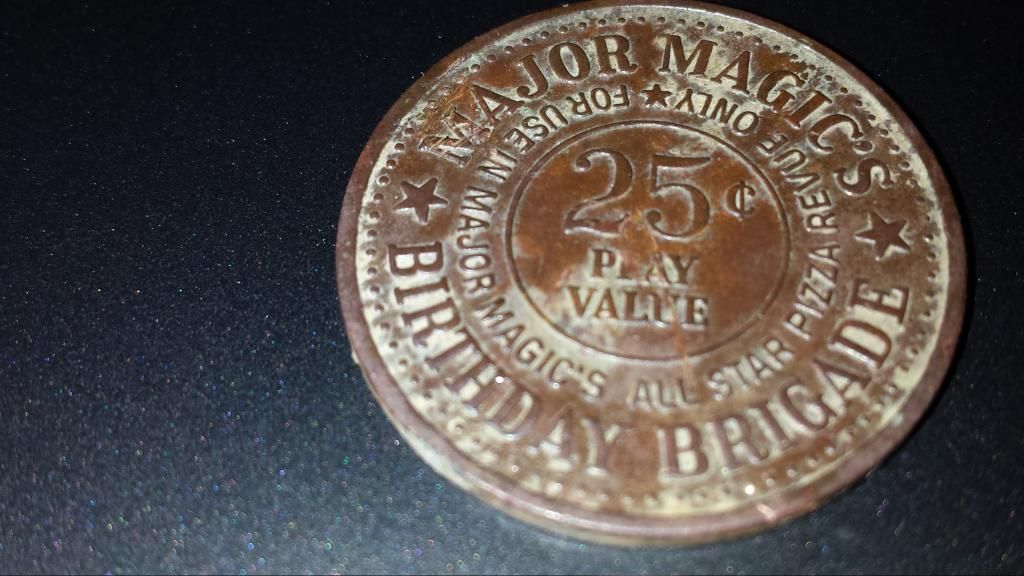 MAJOR MAGIC'S
★ BIRTHDAY BRIGADE ★
FOR USE IN MAJOR MAGIC'S ALL STAR PIZZA REVUE ONLY ★
25¢
PLAY
VALUE